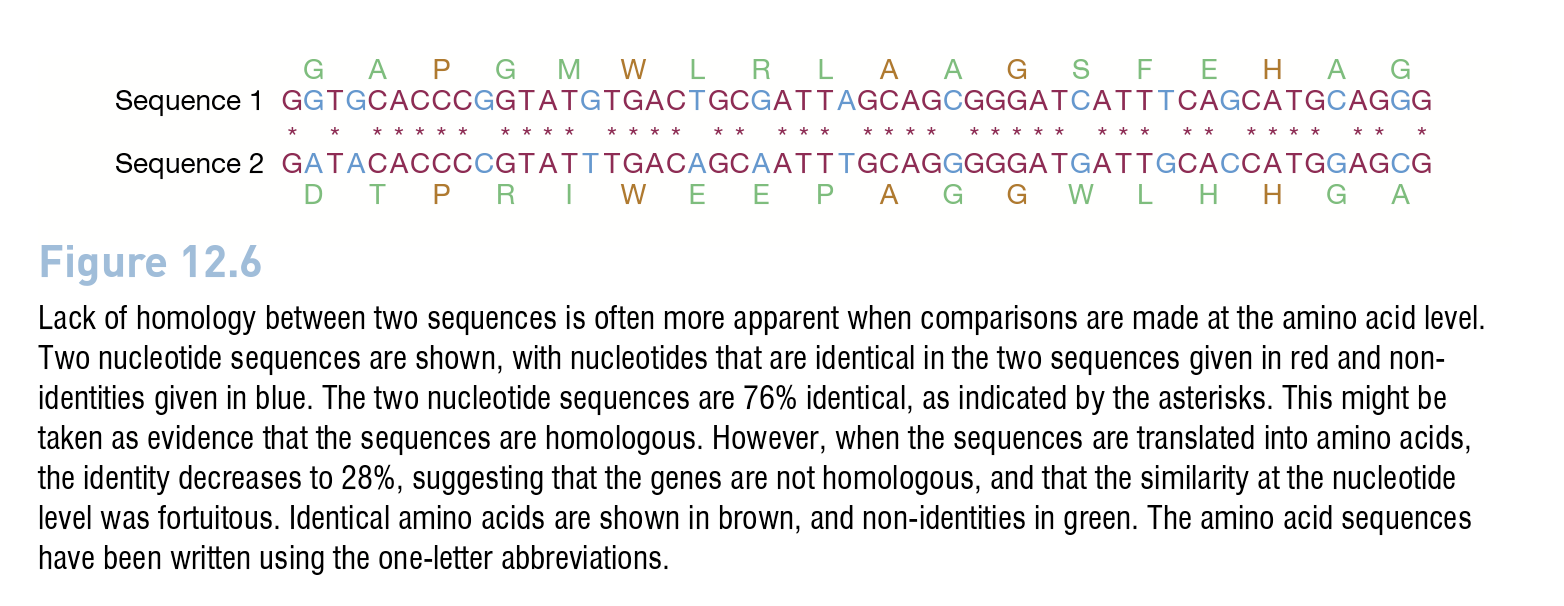 G A P G M W L R L A A G S F E H A G
Sequence 1 GGTGCACCCGGTATGTGACTGCGATTAGCAGCGGGATCATTTCAGCATGCAGGG
* * * * * * * * * * * * * * * * * * * * * * * * * * * * * * * * * * * * * * * * *
Sequence 2 GATACACCCCGTATTTGACAGCAATTTGCAGGGGGATGATTGCACCATGGAGCG
D T P R I W E E P A G G W L H H G A
Figure 12.6
Lack of homology between two sequences is often more apparent when comparisons are made at the amino acid level.
Two nucleotide sequences are shown, with nucleotides that are identical in the two sequences given in red and non-
identities given in blue. The two nucleotide sequences are 76% identical, as indicated by the asterisks. This might be
taken as evidence that the sequences are homologous. However, when the sequences are translated into amino acids,
the identity decreases to 28%, suggesting that the genes are not homologous, and that the similarity at the nucleotide
level was fortuitous. Identical amino acids are shown in brown, and non-identities in green. The amino acid sequences
have been written using the one-letter abbreviations.